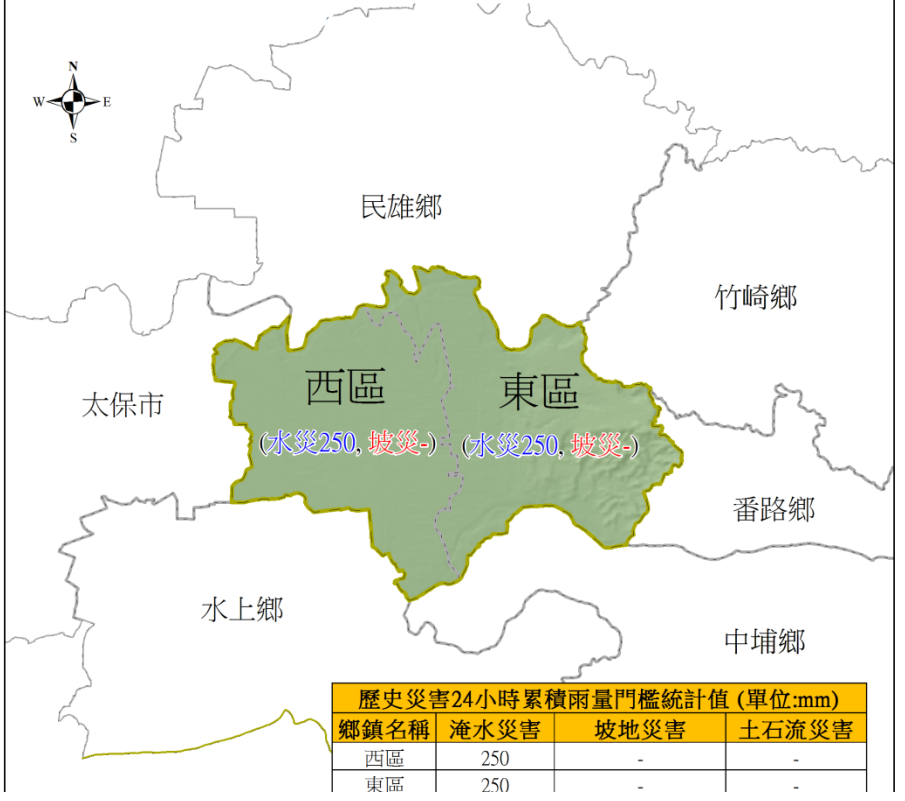 N
W E
S
民雄鄉
竹崎鄉
西區
東區
太保市
(水災250, 坡災-)
(水災250, 坡災-)
番路鄉
水上鄉
中埔鄉
歷史災害24小時累積雨量門檻統計值 (單位:mm)
鄉鎮名稱 淹水災害 坡地災害 土石流災害
西區 250 - -
東區 250 - -